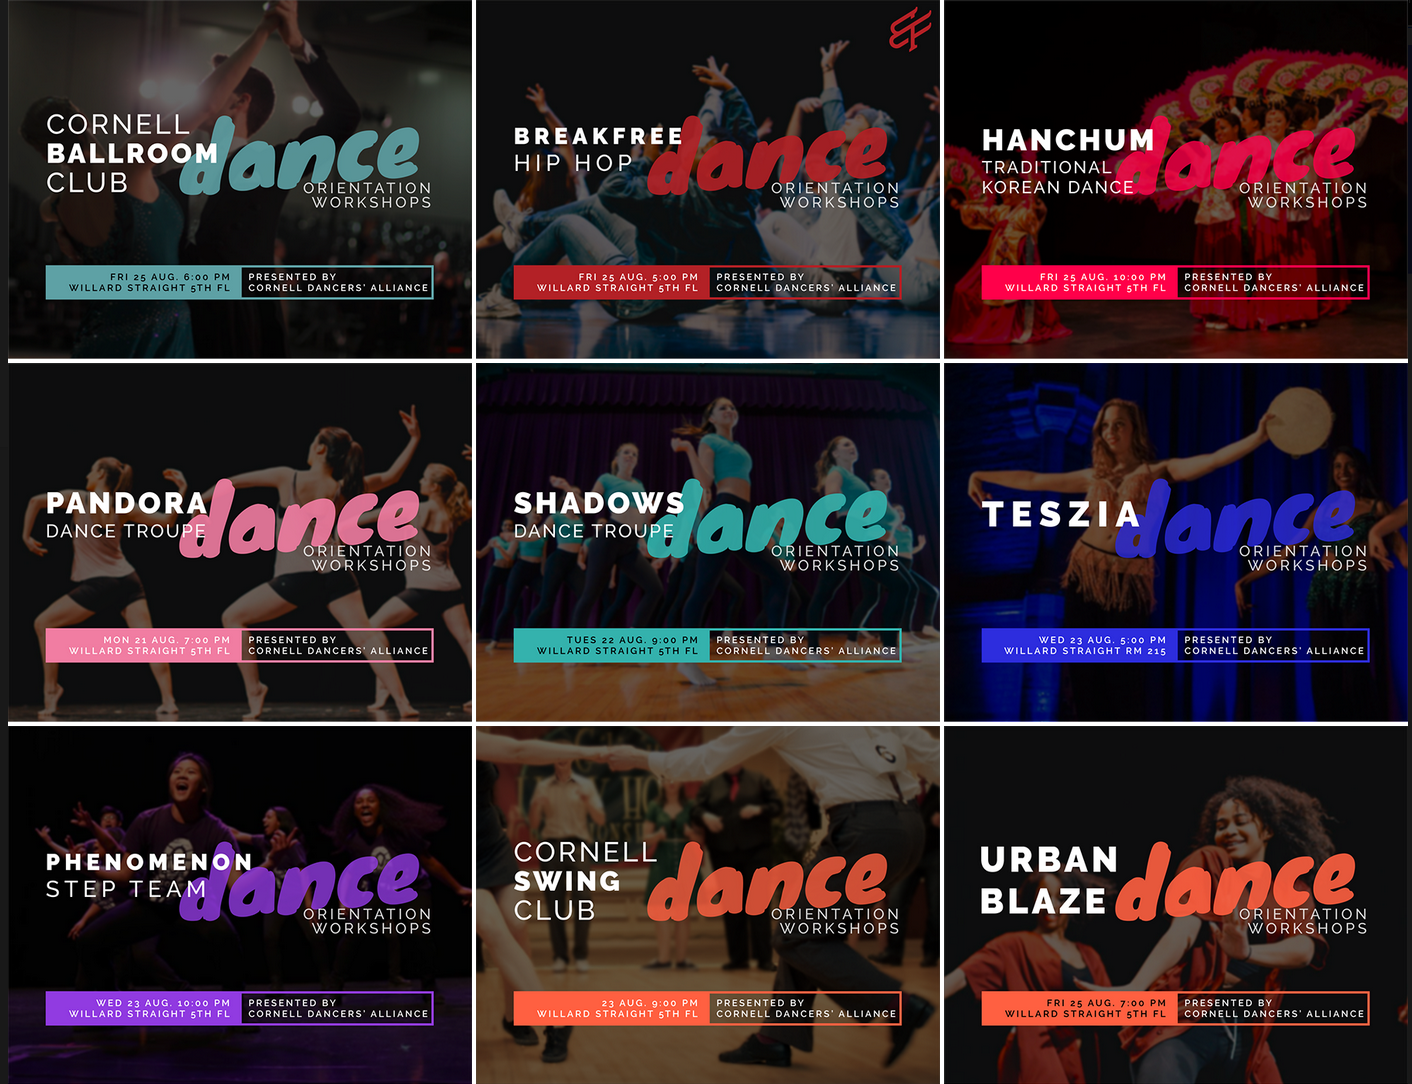 CORNELL
BALLROOM
CLUB
dance
ORIENTATION
WORKSHOPS
FRI 25 AUG. 6:00 PM
WILLARD STRAIGHT 5TH FL
PRESENTED BY
CORNELL DANCERS' ALLIANCE
BREAKFREE
HIP HOP
dance
ORIENTATION
WORKSHOPS
FRI 25 AUG. 5:00 PM
WILLARD STRAIGHT 5TH FL
PRESENTED BY
CORNELL DANCERS' ALLIANCE
HANCHUM
TRADITIONAL
KOREAN DANCE
dance
ORIENTATION
WORKSHOPS
FRI 25 AUG. 10:00 PM
WILLARD STRAIGHT 5TH FL
PRESENTED BY
CORNELL DANCERS' ALLIANCE
PANDORA
DANCE TROUPE
dance
ORIENTATION
WORKSHOPS
MON 21 AUG. 7:00 PM
WILLARD STRAIGHT 5TH FL
PRESENTED BY
CORNELL DANCERS' ALLIANCE
SHADOWS
DANCE TROUPE
dance
ORIENTATION
WORKSHOPS
TUES 22 AUG. 9:00 PM
WILLARD STRAIGHT 5TH FL
PRESENTED BY
CORNELL DANCERS' ALLIANCE
TESZIA
dance
ORIENTATION
WORKSHOPS
WED 23 AUG. 5:00 PM
WILLARD STRAIGHT RM 215
PRESENTED BY
CORNELL DANCERS' ALLIANCE
PHENOMENON
STEP TEAM
dance
ORIENTATION
WORKSHOPS
WED 23 AUG. 10:00 PM
WILLARD STRAIGHT 5TH FL
PRESENTED BY
CORNELL DANCERS' ALLIANCE
CORNELL
SWING
CLUB
dance
ORIENTATION
WORKSHOPS
23 AUG. 9:00 PM
WILLARD STRAIGHT 5TH FL
PRESENTED BY
CORNELL DANCERS' ALLIANCE
URBAN
BLAZE
dance
ORIENTATION
WORKSHOPS
FRI 25 AUG. 7:00 PM
WILLARD STRAIGHT 5TH FL
PRESENTED BY
CORNELL DANCERS' ALLIANCE